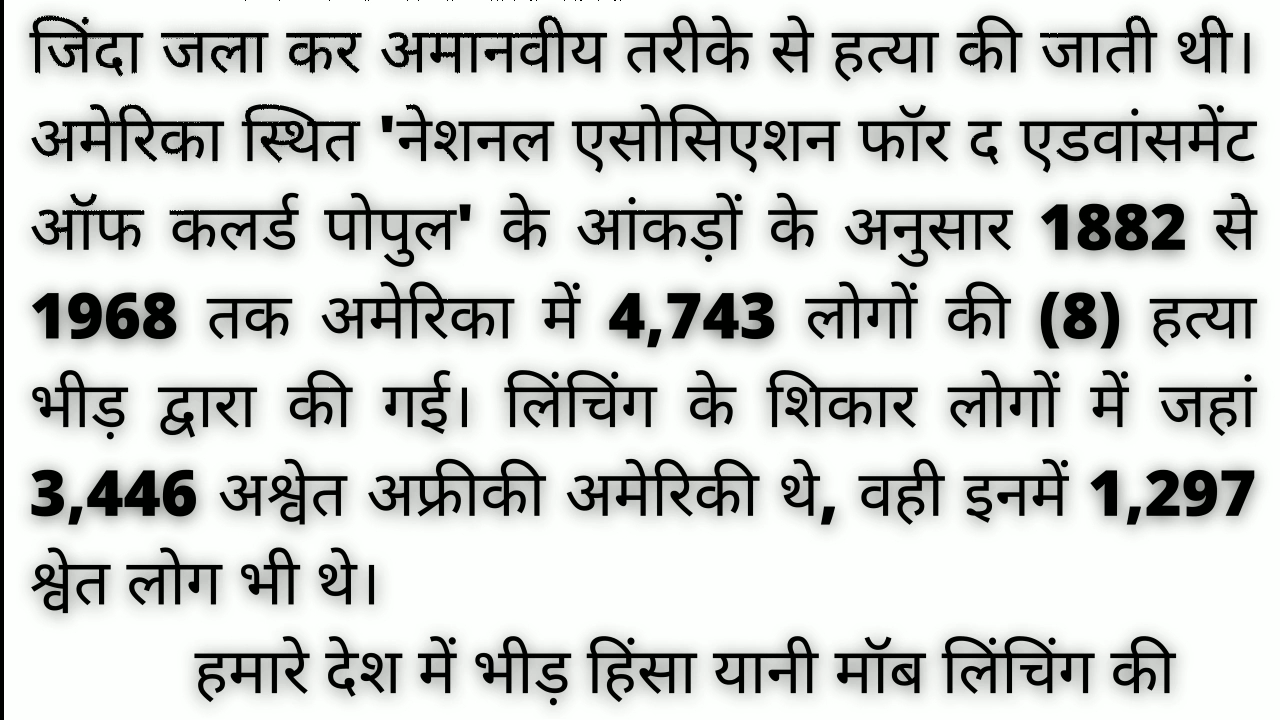 जिंदा जला कर अमानवीय तरीके से हत्या की जाती थी।
अमेरिका स्थित 'नेशनल एसोसिएशन फॉर द एडवांसमेंट
ऑफ कलर्ड पोपुल' के आंकड़ों के अनुसार 1882 से
1968 तक अमेरिका में 4,743 लोगों की (8) हत्या
भीड़ द्वारा की गई। लिंचिंग के शिकार लोगों में जहां
3,446 अश्वेत अफ्रीकी अमेरिकी थे, वही इनमें 1,297
श्वेत लोग भी थे।
हमारे देश में भीड़ हिंसा यानी मॉब लिंचिंग की